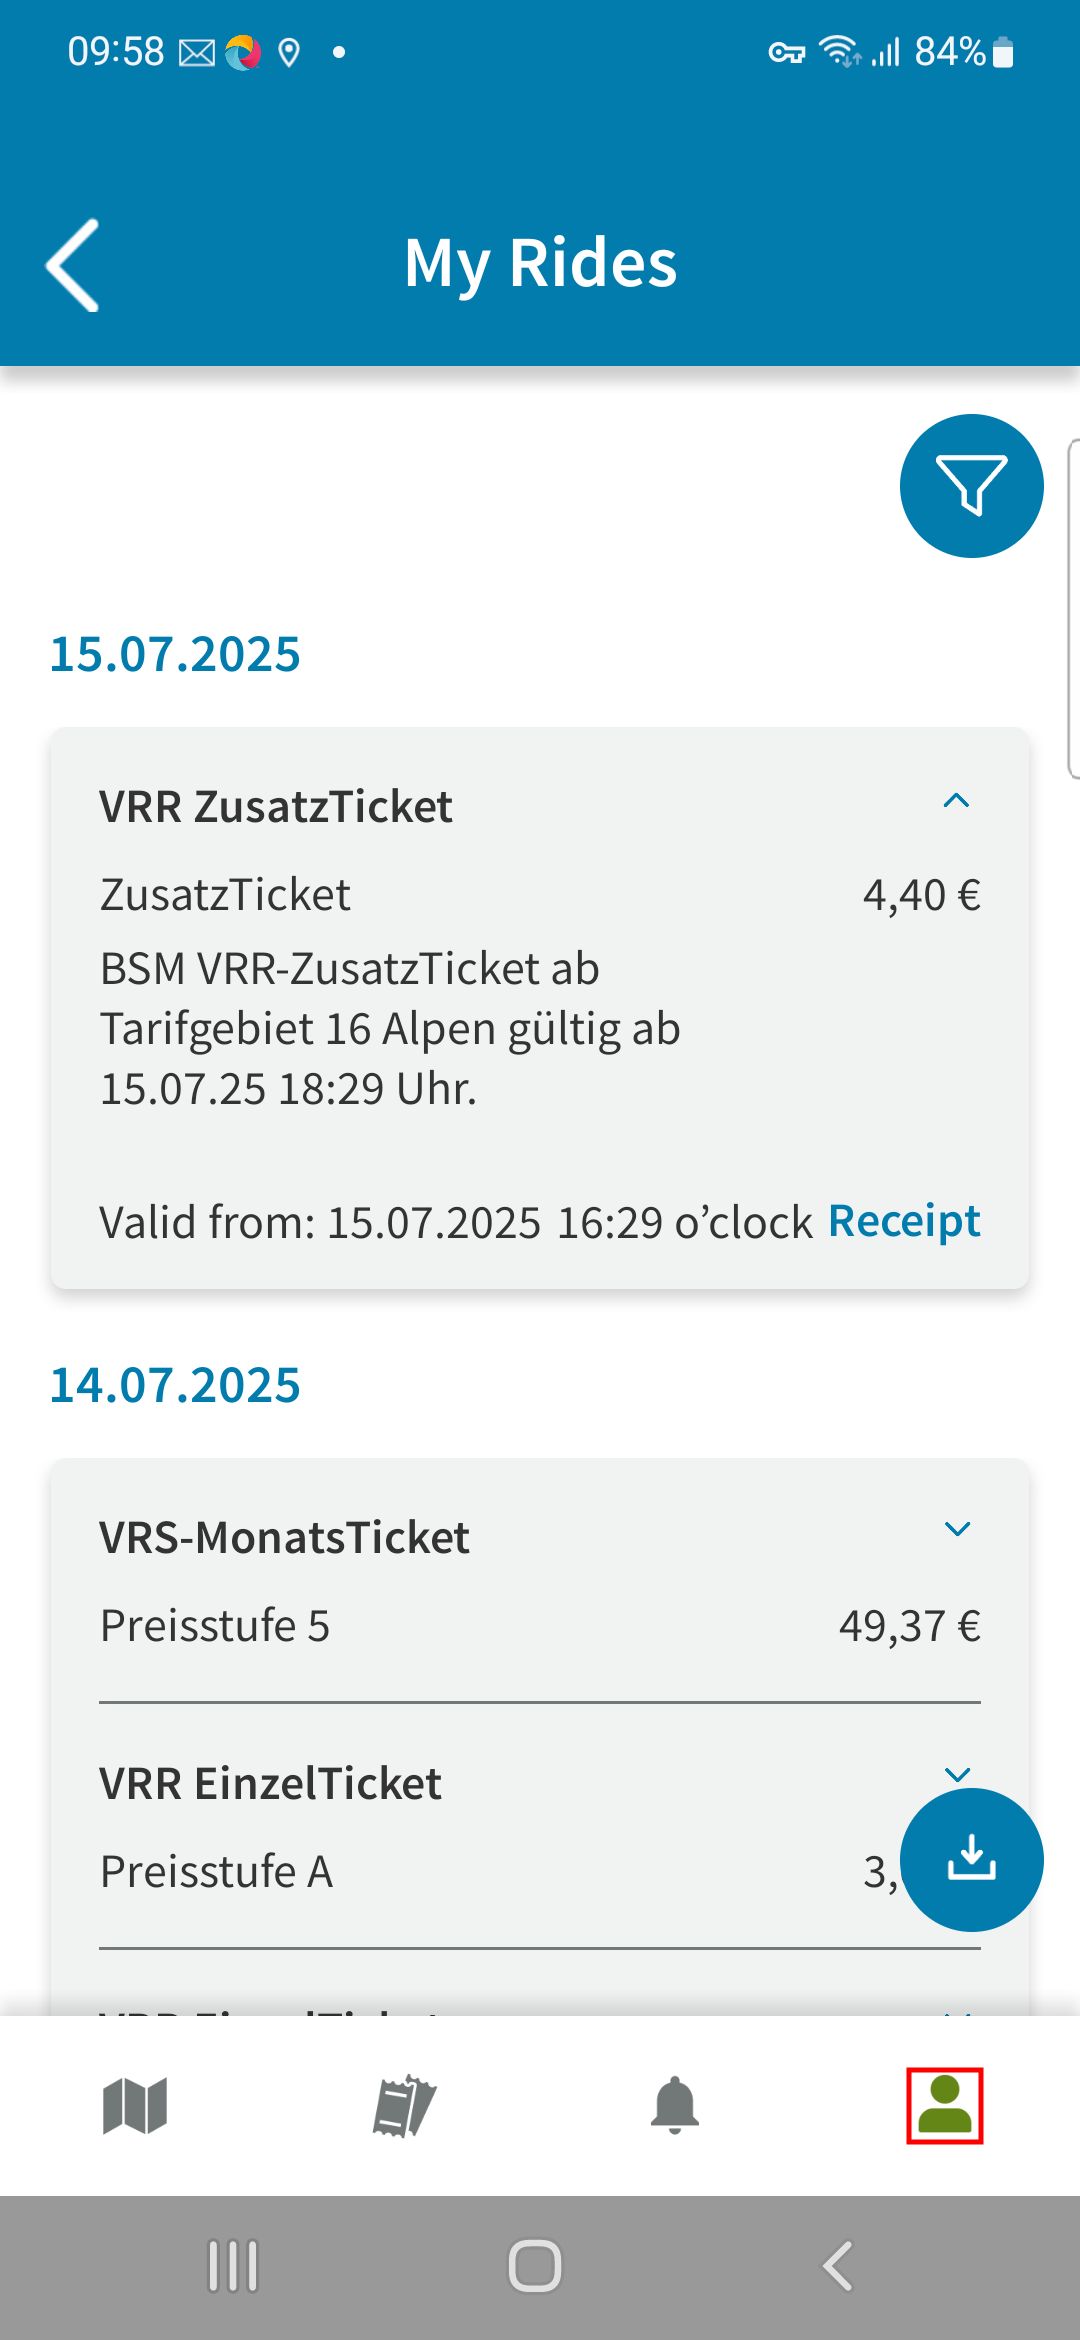 09:58
84%
My Rides
15.07.2025
VRR ZusatzTicket
ZusatzTicket 4,40 €
BSM VRR-ZusatzTicket ab
Tarifgebiet 16 Alpen gültig ab
15.07.25 18:29 Uhr.
Valid from: 15.07.2025 16:29 o’clock Receipt
14.07.2025
VRS-MonatsTicket
Preisstufe 5 49,37 €
VRR EinzelTicket
Preisstufe A 3,